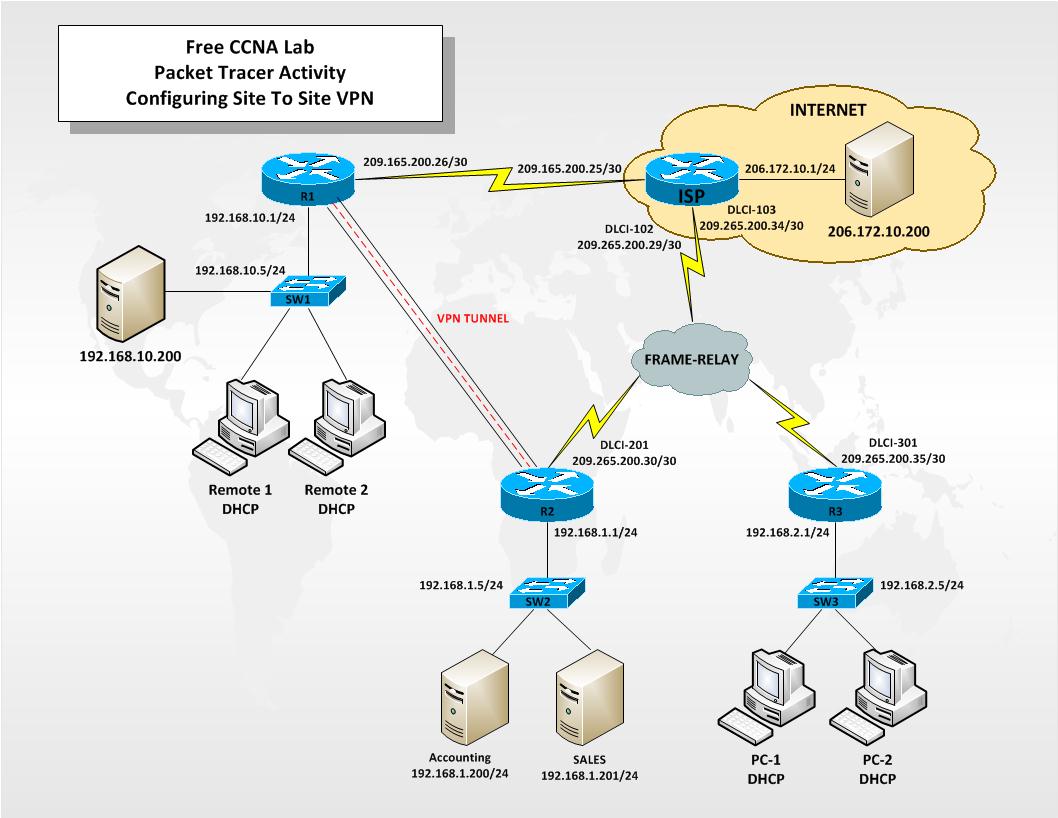 Free CCNA Lab
Packet Tracer Activity
Configuring Site To Site VPN
INTERNET
209.165.200.26/30
209.165.200.25/30
206.172.10.1/24
R1
ISP
192.168.10.1/24
DLCI-103
209.265.200.34/30
206.172.10.200
DLCI-102
209.265.200.29/30
192.168.10.5/24
SW1
VPN TUNNEL
192.168.10.200
FRAME-RELAY
DLCI-201
209.265.200.30/30
DLCI-301
209.265.200.35/30
Remote 1
DHCP
Remote 2
DHCP
R2
R3
192.168.1.1/24
192.168.2.1/24
192.168.1.5/24
SW2
SW3
192.168.2.5/24
Accounting
192.168.1.200/24
SALES
192.168.1.201/24
PC-1
DHCP
PC-2
DHCP